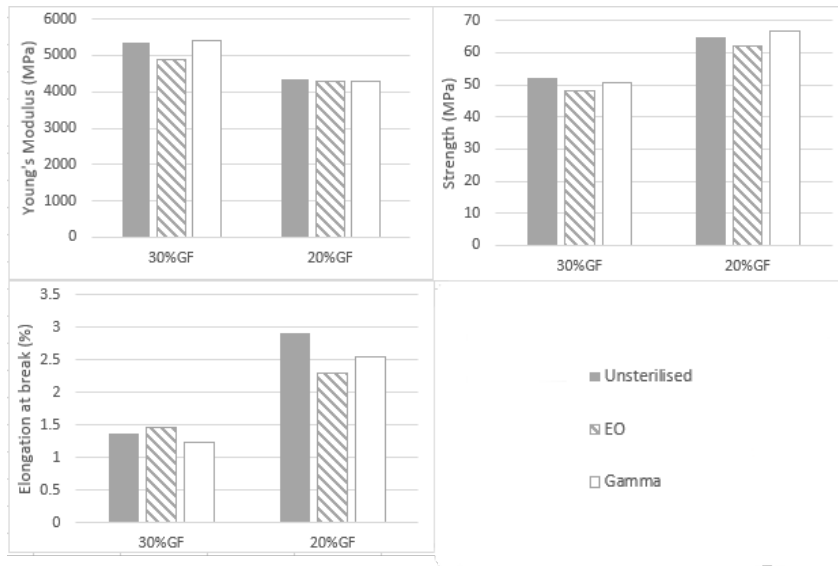 Young's Modulus (MPa)
6000
5000
4000
3000
2000
1000
0
30%GF
20%GF
Strength (MPa)
70
60
50
40
30
20
10
0
30%GF
20%GF
Elongation at break (%)
3.5
3
2.5
2
1.5
1
0.5
0
30%GF
20%GF
Unsterilised
EO
Gamma